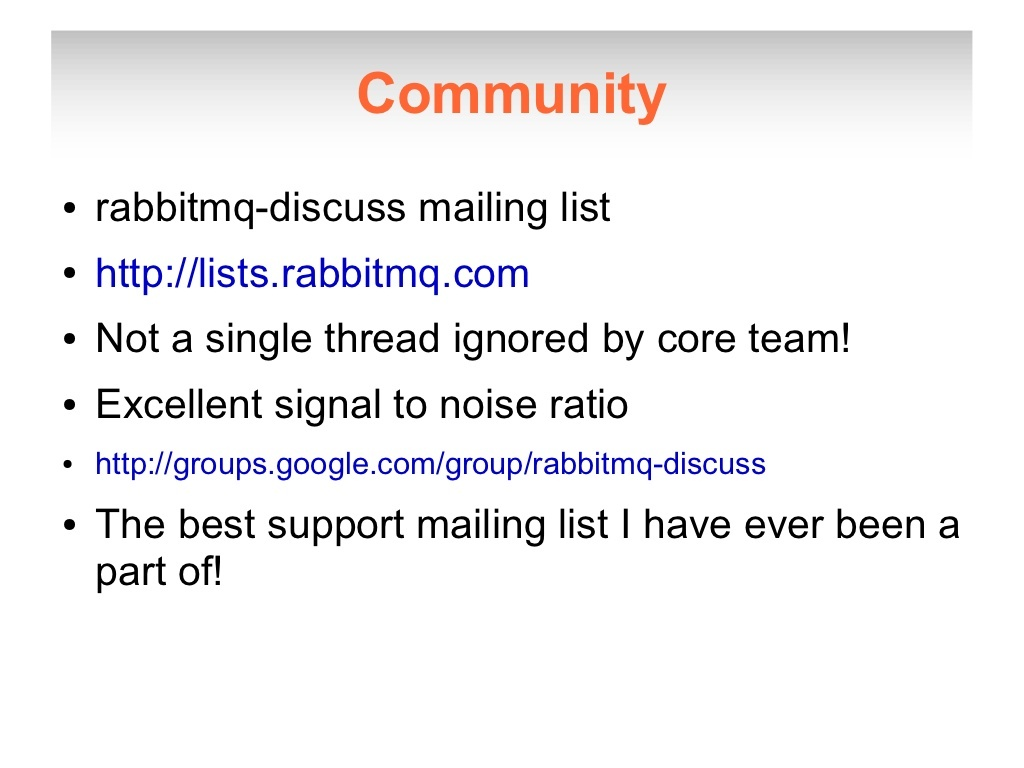 Community
• rabbitmq-discuss mailing list
• http://lists.rabbitmq.com
• Not a single thread ignored by core team!
• Excellent signal to noise ratio
• http://groups.google.com/group/rabbitmq-discuss
• The best support mailing list I have ever been a
part of!